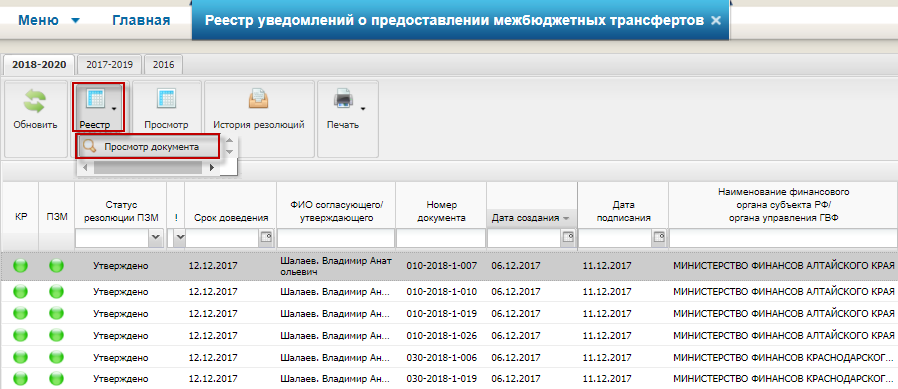 Меню Главная Реестр уведомлений о предоставлении межбюджетных трансфертов ×
2018-2020 2017-2019 2016
Обновить Реестр Просмотр История резолюций Печать
Просмотр документа
КР ПЗМ Статус резолюции ПЗМ ! Срок доведения ФИО согласующего/ утверждающего Номер документа Дата создания Дата подписания Наименование финансового органа субъекта РФ/ органа управления ГВФ
Утверждено 12.12.2017 Шалаев. Владимир Анат ольевич 010-2018-1-007 06.12.2017 11.12.2017 МИНИСТЕРСТВО ФИНАНСОВ АЛТАЙСКОГО КРАЯ
Утверждено 12.12.2017 Шалаев. Владимир Ан... 010-2018-1-010 06.12.2017 11.12.2017 МИНИСТЕРСТВО ФИНАНСОВ АЛТАЙСКОГО КРАЯ
Утверждено 12.12.2017 Шалаев. Владимир Ан... 010-2018-1-019 06.12.2017 11.12.2017 МИНИСТЕРСТВО ФИНАНСОВ АЛТАЙСКОГО КРАЯ
Утверждено 12.12.2017 Шалаев. Владимир Ан... 010-2018-1-026 06.12.2017 11.12.2017 МИНИСТЕРСТВО ФИНАНСОВ АЛТАЙСКОГО КРАЯ
Утверждено 12.12.2017 Шалаев. Владимир Ан... 030-2018-1-006 06.12.2017 11.12.2017 МИНИСТЕРСТВО ФИНАНСОВ КРАСНОДАРСКОГ...
Утверждено 12.12.2017 Шалаев. Владимир Ан... 030-2018-1-019 06.12.2017 11.12.2017 МИНИСТЕРСТВО ФИНАНСОВ КРАСНОДАРСКОГ...